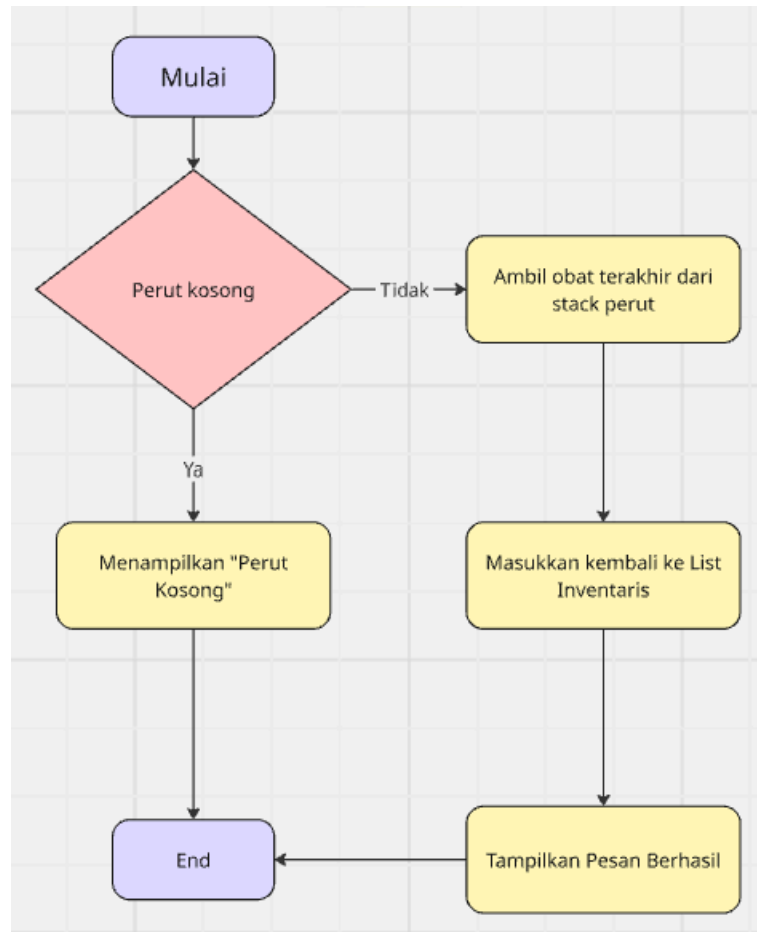 Mulai
Perut kosong
Tidak
Ambil obat terakhir dari
stack perut
Ya
Menampilkan "Perut
Kosong"
Masukkan kembali ke List
Inventaris
End
Tampilkan Pesan Berhasil